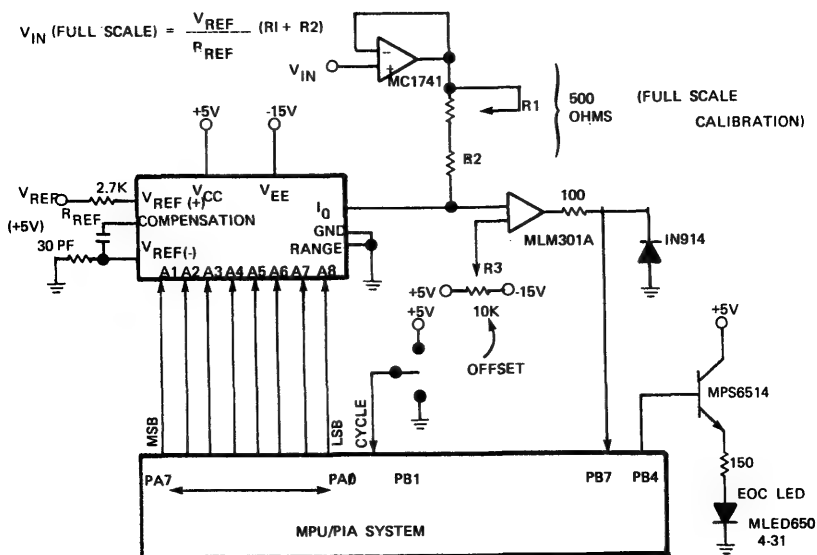 V_IN (FULL SCALE) = V_REF / R_REF (R1 + R2)
V_IN
MC1741
R1
500 OHMS
(FULL SCALE CALIBRATION)
R2
+5V
-15V
V_REF
2.7K
R_REF
(+5V)
30 PF
V_REF(+)
V_CC
V_EE
COMPENSATION
V_REF(-)
I_O
GND
RANGE
A1 A2 A3 A4 A5 A6 A7 A8
100
MLM301A
IN914
R3
+5V
-15V
10K
OFFSET
+5V
+5V
MPS6514
MSB
LSB
CYCLE
150
EOC LED
MLED650
4-31
PA7
PA0
PB1
PB7
PB4
MPU/PIA SYSTEM